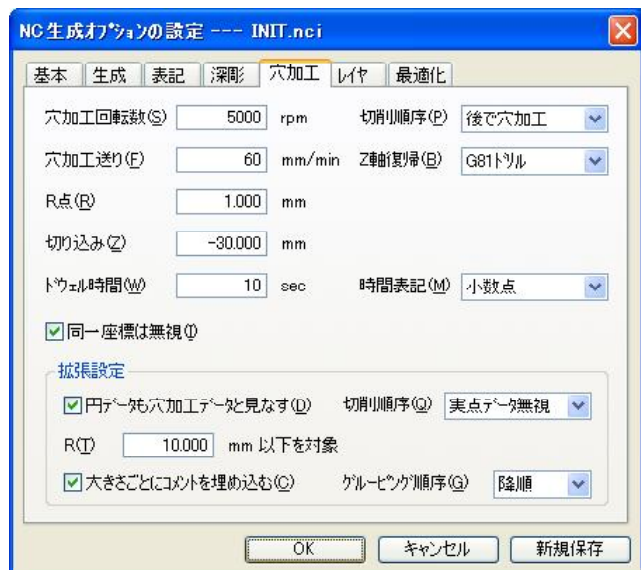 NC生成ｵﾌﾟｼｮﾝの設定 --- INIT.nci
基本 生成 表記 深彫 穴加工 ﾚｲﾔ 最適化
穴加工回転数(S) 5000 rpm 切削順序(P) 後で穴加工
穴加工送り(F) 60 mm/min Z軸復帰(B) G81ﾄﾞﾘﾙ
R点(R) 1.000 mm
切り込み(Z) -30.000 mm
ﾄﾞｳｪﾙ時間(W) 10 sec 時間表記(M) 小数点
同一座標は無視(I)
拡張設定
円ﾃﾞｰﾀも穴加工ﾃﾞｰﾀと見なす(D) 切削順序(Q) 実点ﾃﾞｰﾀ無視
R(T) 10.000 mm 以下を対象
大きさごとにｺﾒﾝﾄを埋め込む(C) ｸﾞﾙｰﾋﾟﾝｸﾞ順序(G) 降順
OK キャンセル 新規保存